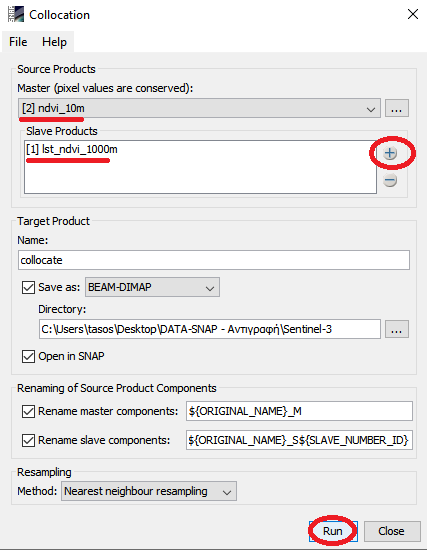 Collocation
File Help
Source Products
Master (pixel values are conserved):
[2] ndvi_10m
...
Slave Products
[1] lst_ndvi_1000m
Target Product
Name:
collocate
Save as: BEAM-DIMAP
Directory:
C:\Users\tasos\Desktop\DATA-SNAP - Αντιγραφή\Sentinel-3
...
Open in SNAP
Renaming of Source Product Components
Rename master components: ${ORIGINAL_NAME}_M
Rename slave components: ${ORIGINAL_NAME}_S${SLAVE_NUMBER_ID}
Resampling
Method: Nearest neighbour resampling
Run Close